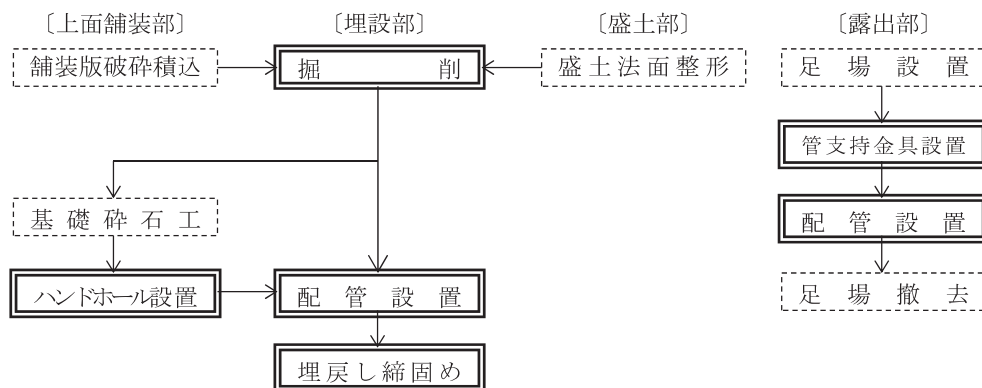 〔上面舗装部〕 〔埋設部〕 〔盛土部〕 〔露出部〕
舗装版破砕積込 掘削 盛土法面整形 足場設置
管支持金具設置
基礎砕石工 配管設置
ハンドホール設置 配管設置 足場撤去
埋戻し締固め